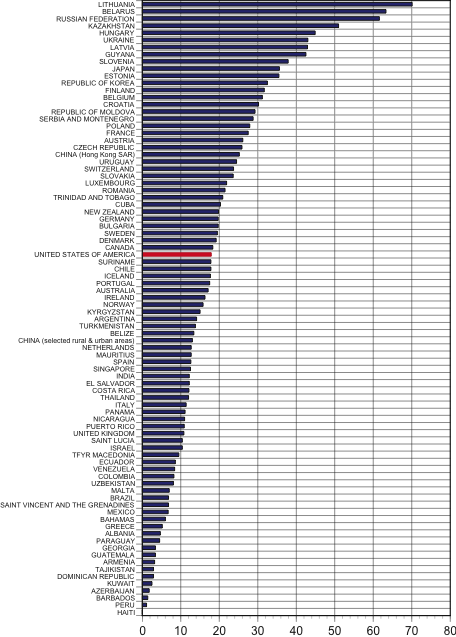 LITHUANIA
BELARUS
RUSSIAN FEDERATION
KAZAKHSTAN
HUNGARY
UKRAINE
LATVIA
GUYANA
SLOVENIA
JAPAN
ESTONIA
REPUBLIC OF KOREA
FINLAND
BELGIUM
CROATIA
REPUBLIC OF MOLDOVA
SERBIA AND MONTENEGRO
POLAND
FRANCE
AUSTRIA
CZECH REPUBLIC
CHINA (Hong Kong SAR)
URUGUAY
SWITZERLAND
SLOVAKIA
LUXEMBOURG
ROMANIA
TRINIDAD AND TOBAGO
CUBA
NEW ZEALAND
GERMANY
BULGARIA
SWEDEN
DENMARK
CANADA
UNITED STATES OF AMERICA
SURINAME
CHILE
ICELAND
PORTUGAL
AUSTRALIA
IRELAND
NORWAY
KYRGYZSTAN
ARGENTINA
TURKMENISTAN
BELIZE
CHINA (selected rural & urban areas)
NETHERLANDS
MAURITIUS
SPAIN
SINGAPORE
INDIA
EL SALVADOR
COSTA RICA
THAILAND
ITALY
PANAMA
NICARAGUA
PUERTO RICO
UNITED KINGDOM
SAINT LUCIA
ISRAEL
TFYR MACEDONIA
ECUADOR
VENEZUELA
COLOMBIA
UZBEKISTAN
MALTA
BRAZIL
SAINT VINCENT AND THE GRENADINES
MEXICO
BAHAMAS
GREECE
ALBANIA
PARAGUAY
GEORGIA
GUATEMALA
ARMENIA
TAJIKISTAN
DOMINICAN REPUBLIC
KUWAIT
AZERBAIJAN
BARBADOS
PERU
HAITI
0 10 20 30 40 50 60 70 80